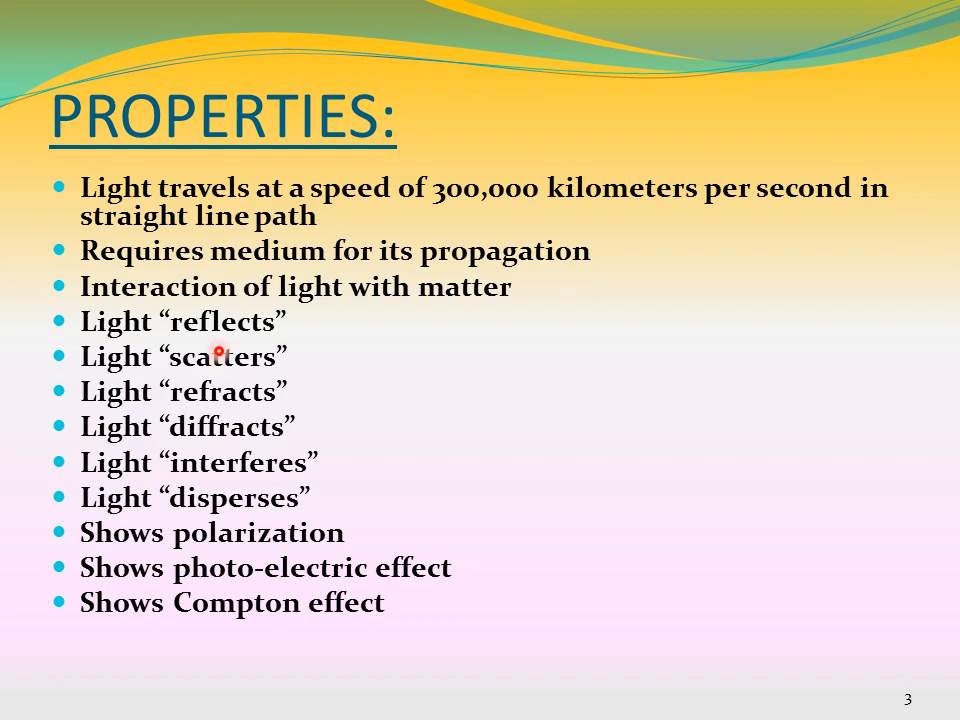 PROPERTIES:
Light travels at a speed of 300,000 kilometers per second in
straight line path
Requires medium for its propagation
Interaction of light with matter
Light “reflects”
Light “scatters”
Light “refracts”
Light “diffracts”
Light “interferes”
Light “disperses”
Shows polarization
Shows photo-electric effect
Shows Compton effect
3